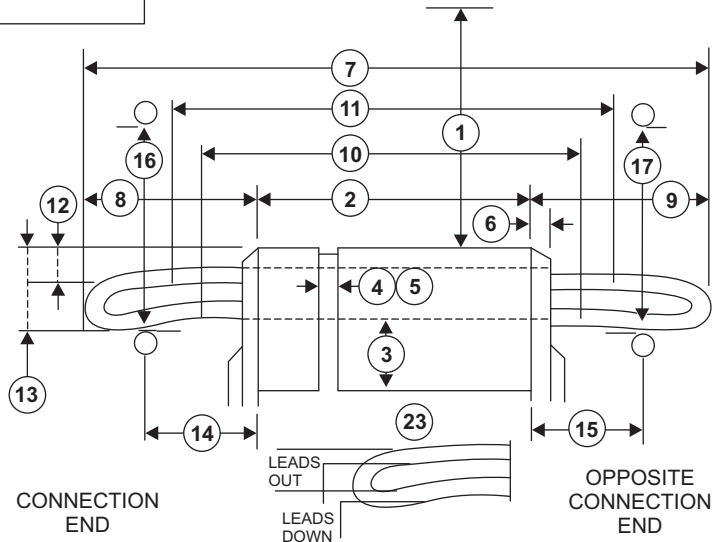 7
11
1
16
10
17
12
8
2
9
6
4 5
3
13
23
14
15
LEADS
OUT
LEADS
DOWN
CONNECTION
END
OPPOSITE
CONNECTION
END